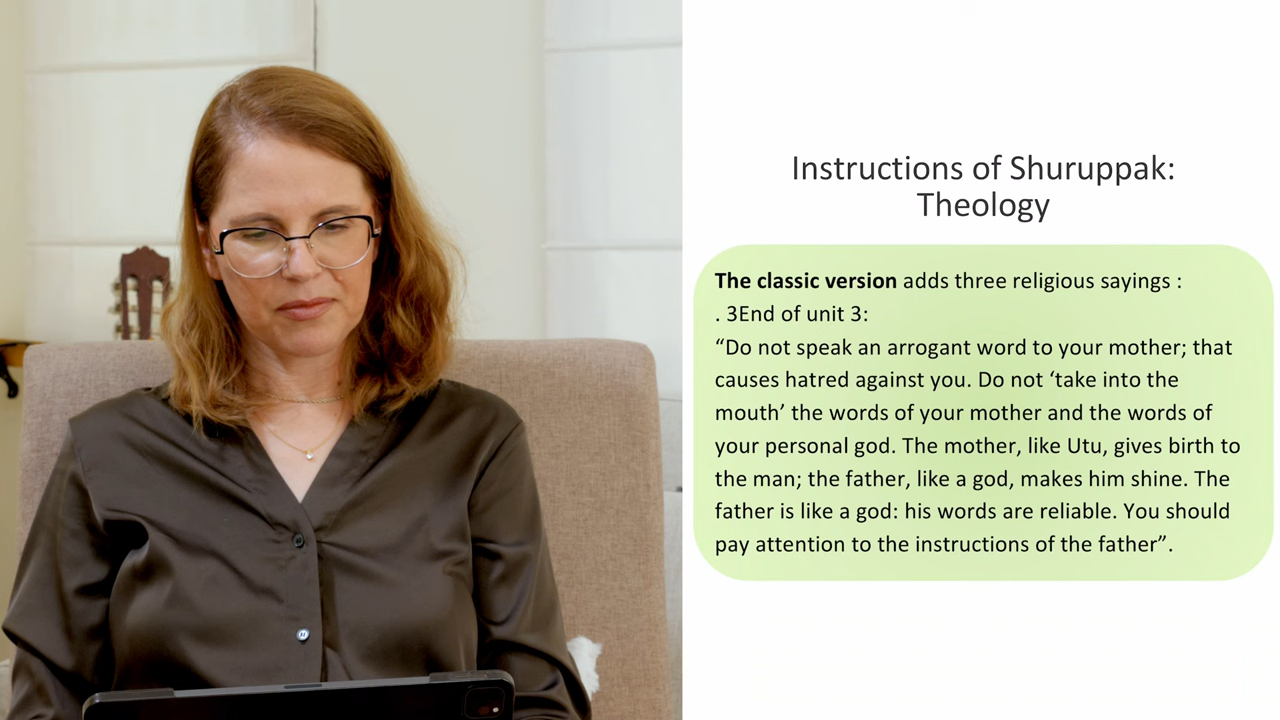 Instructions of Shuruppak:
Theology
The classic version adds three religious sayings :
. 3End of unit 3:
“Do not speak an arrogant word to your mother; that
causes hatred against you. Do not ‘take into the
mouth’ the words of your mother and the words of
your personal god. The mother, like Utu, gives birth to
the man; the father, like a god, makes him shine. The
father is like a god: his words are reliable. You should
pay attention to the instructions of the father”.